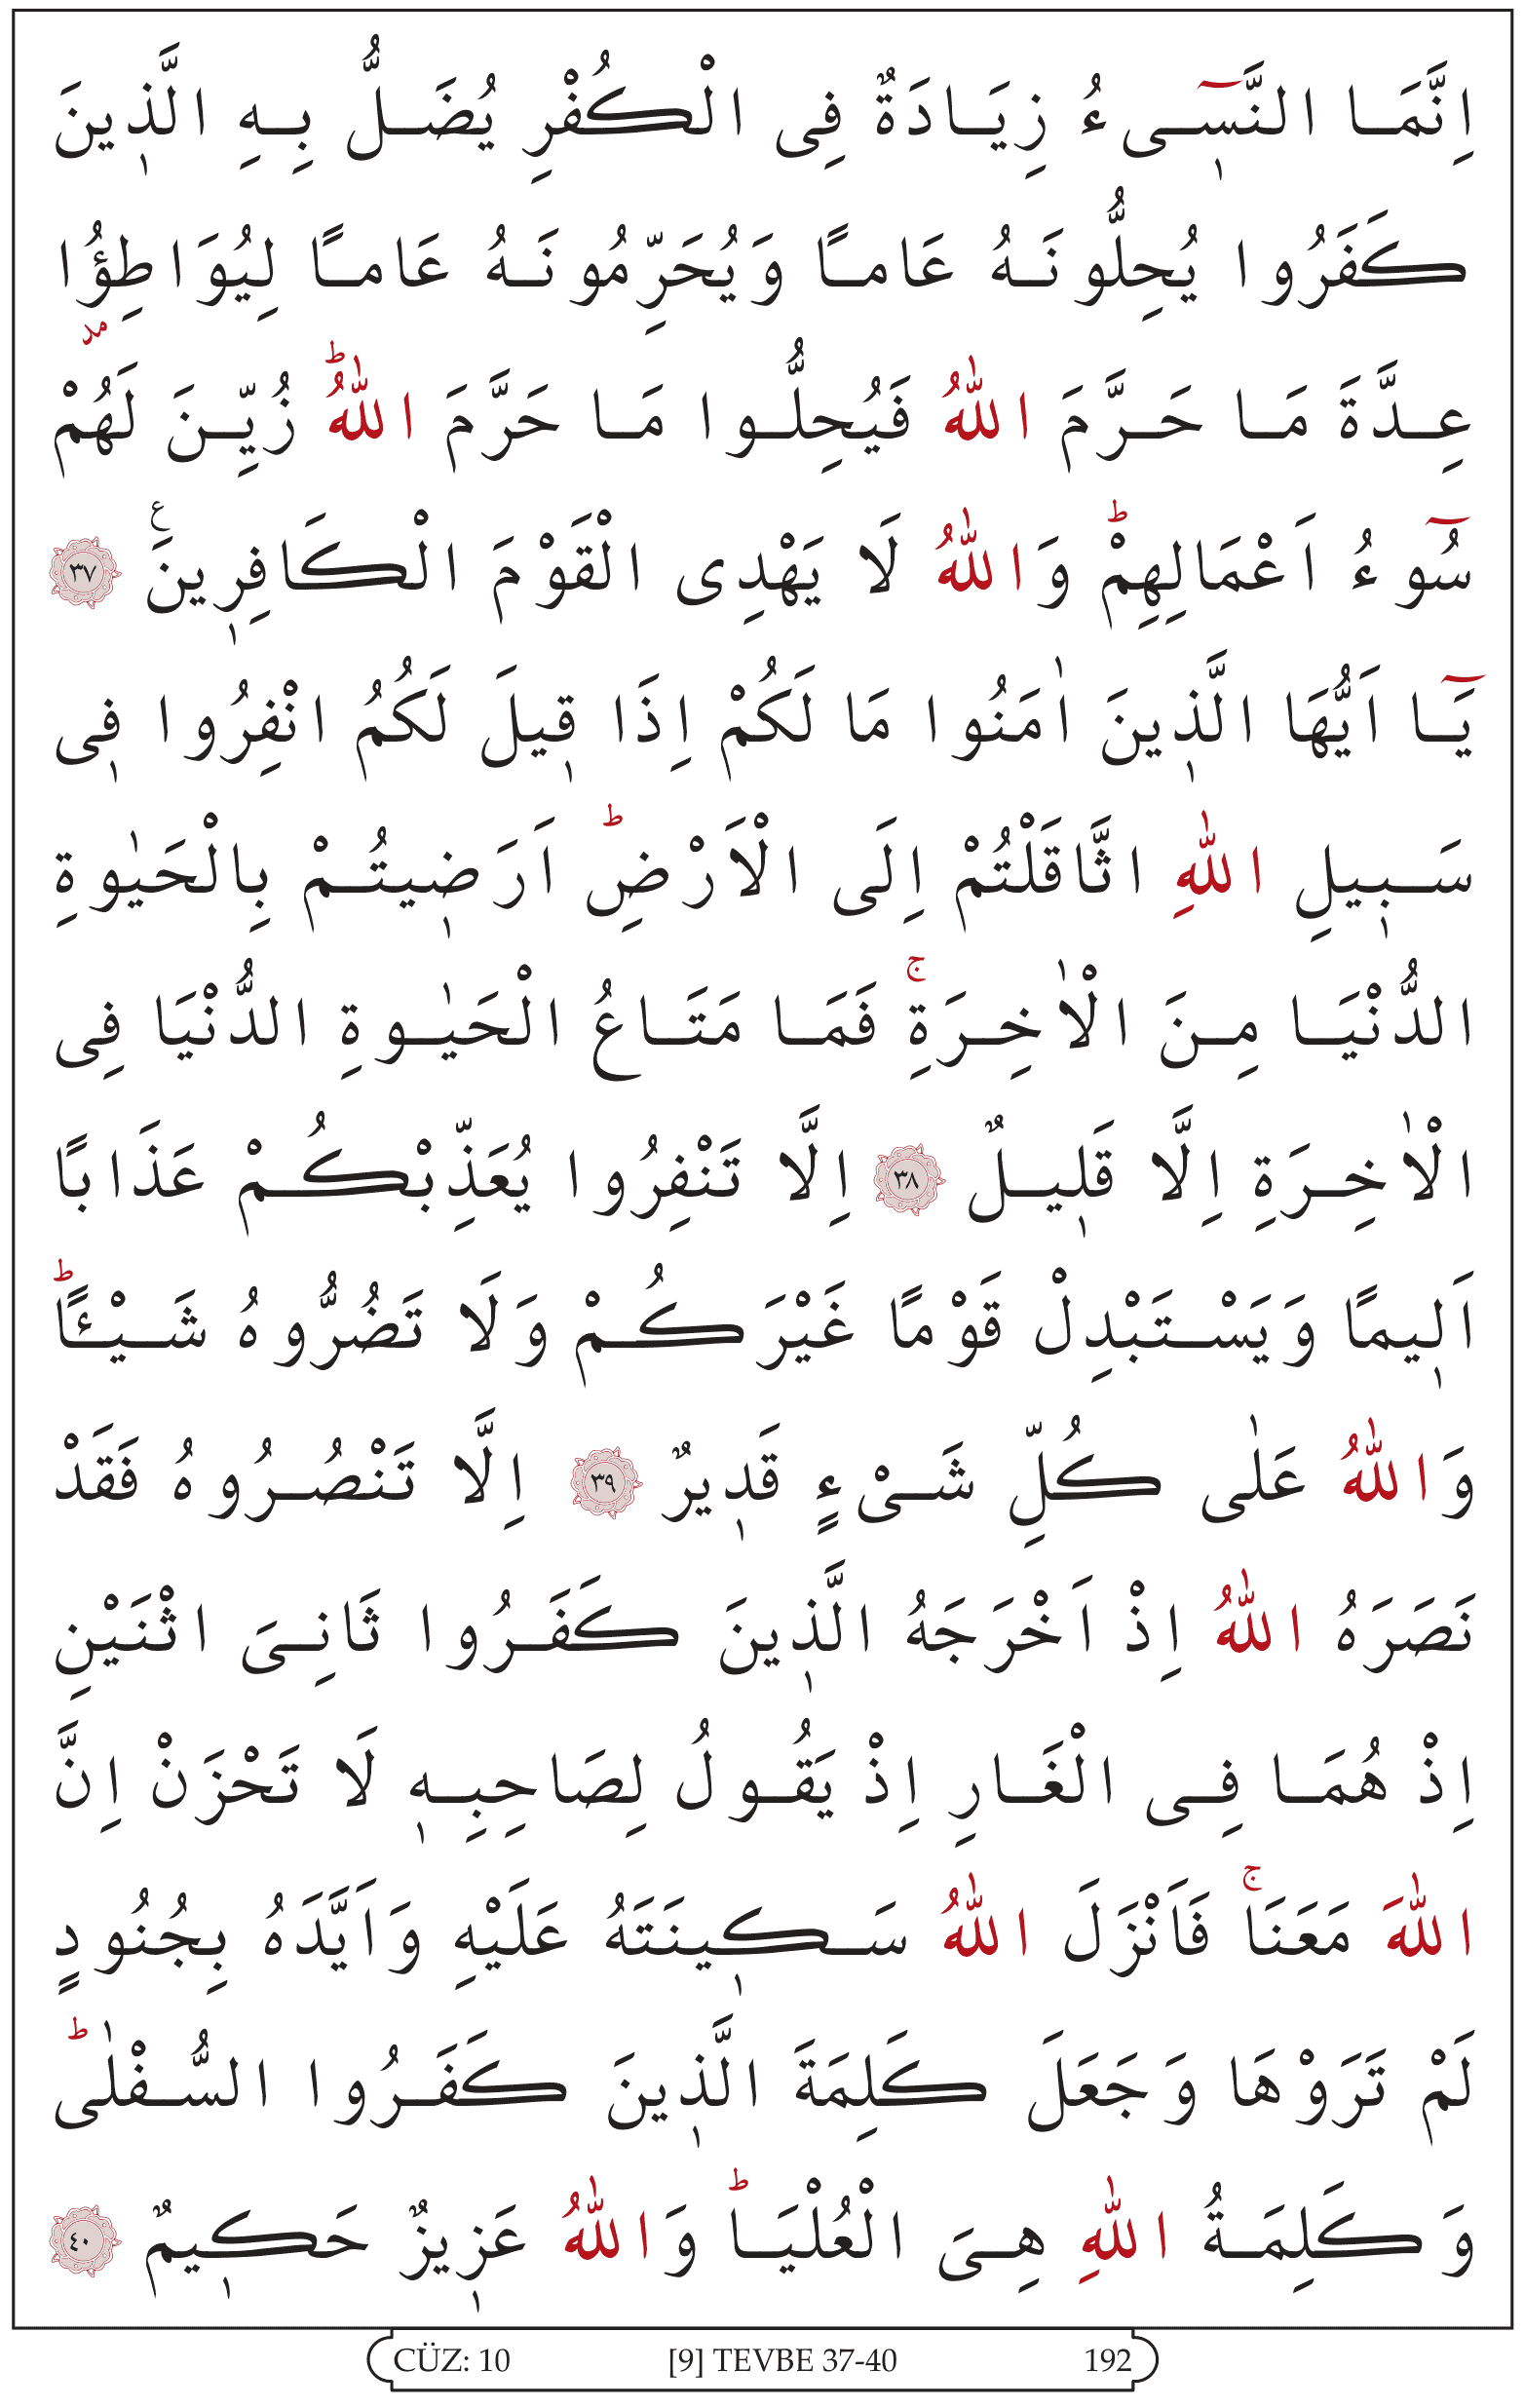 اِنَّمَا النَّسٖٓيءُ زِيَادَةٌ فِى الْكُفْرِ يُضَلُّ بِهِ الَّذٖينَ
كَفَرُوا يُحِلُّونَهُ عَامًا وَيُحَرِّمُونَهُ عَامًا لِيُوَاطِؤُا
عِدَّةَ مَا حَرَّمَ اللّٰهُ فَيُحِلُّوا مَا حَرَّمَ اللّٰهُؕ زُيِّنَ لَهُمْ
سُٓوءُ اَعْمَالِهِمْؕ وَاللّٰهُ لَا يَهْدِى الْقَوْمَ الْكَافِرٖينَࣖ ﴿٣٧﴾
يَٓا اَيُّهَا الَّذٖينَ اٰمَنُوا مَا لَكُمْ اِذَا قٖيلَ لَكُمُ انْفِرُوا فٖى
سَبٖيلِ اللّٰهِ اثَّاقَلْتُمْ اِلَى الْاَرْضِؕ اَرَضٖيتُمْ بِالْحَيٰوةِ
الدُّنْيَا مِنَ الْاٰخِرَةِۚ فَمَا مَتَاعُ الْحَيٰوةِ الدُّنْيَا فِى
الْاٰخِرَةِ اِلَّا قَلٖيلٌ ﴿٣٨﴾ اِلَّا تَنْفِرُوا يُعَذِّبْكُمْ عَذَابًا
اَلٖيمًا وَيَسْتَبْدِلْ قَوْمًا غَيْرَكُمْ وَلَا تَضُرُّوهُ شَيْـًٔاؕ
وَاللّٰهُ عَلٰى كُلِّ شَىْءٍ قَدٖيرٌ ﴿٣٩﴾ اِلَّا تَنْصُرُوهُ فَقَدْ
نَصَرَهُ اللّٰهُ اِذْ اَخْرَجَهُ الَّذٖينَ كَفَرُوا ثَانِىَ اثْنَيْنِ
اِذْ هُمَا فِى الْغَارِ اِذْ يَقُولُ لِصَاحِبِهٖ لَا تَحْزَنْ اِنَّ
اللّٰهَ مَعَنَاۚ فَاَنْزَلَ اللّٰهُ سَكٖينَتَهُ عَلَيْهِ وَاَيَّدَهُ بِجُنُودٍ
لَمْ تَرَوْهَا وَجَعَلَ كَلِمَةَ الَّذٖينَ كَفَرُوا السُّفْلٰىؕ
وَكَلِمَةُ اللّٰهِ هِىَ الْعُلْيَاؕ وَاللّٰهُ عَزٖيزٌ حَكٖيمٌ ﴿٤٠﴾
CÜZ: 10 [9] TEVBE 37-40 192